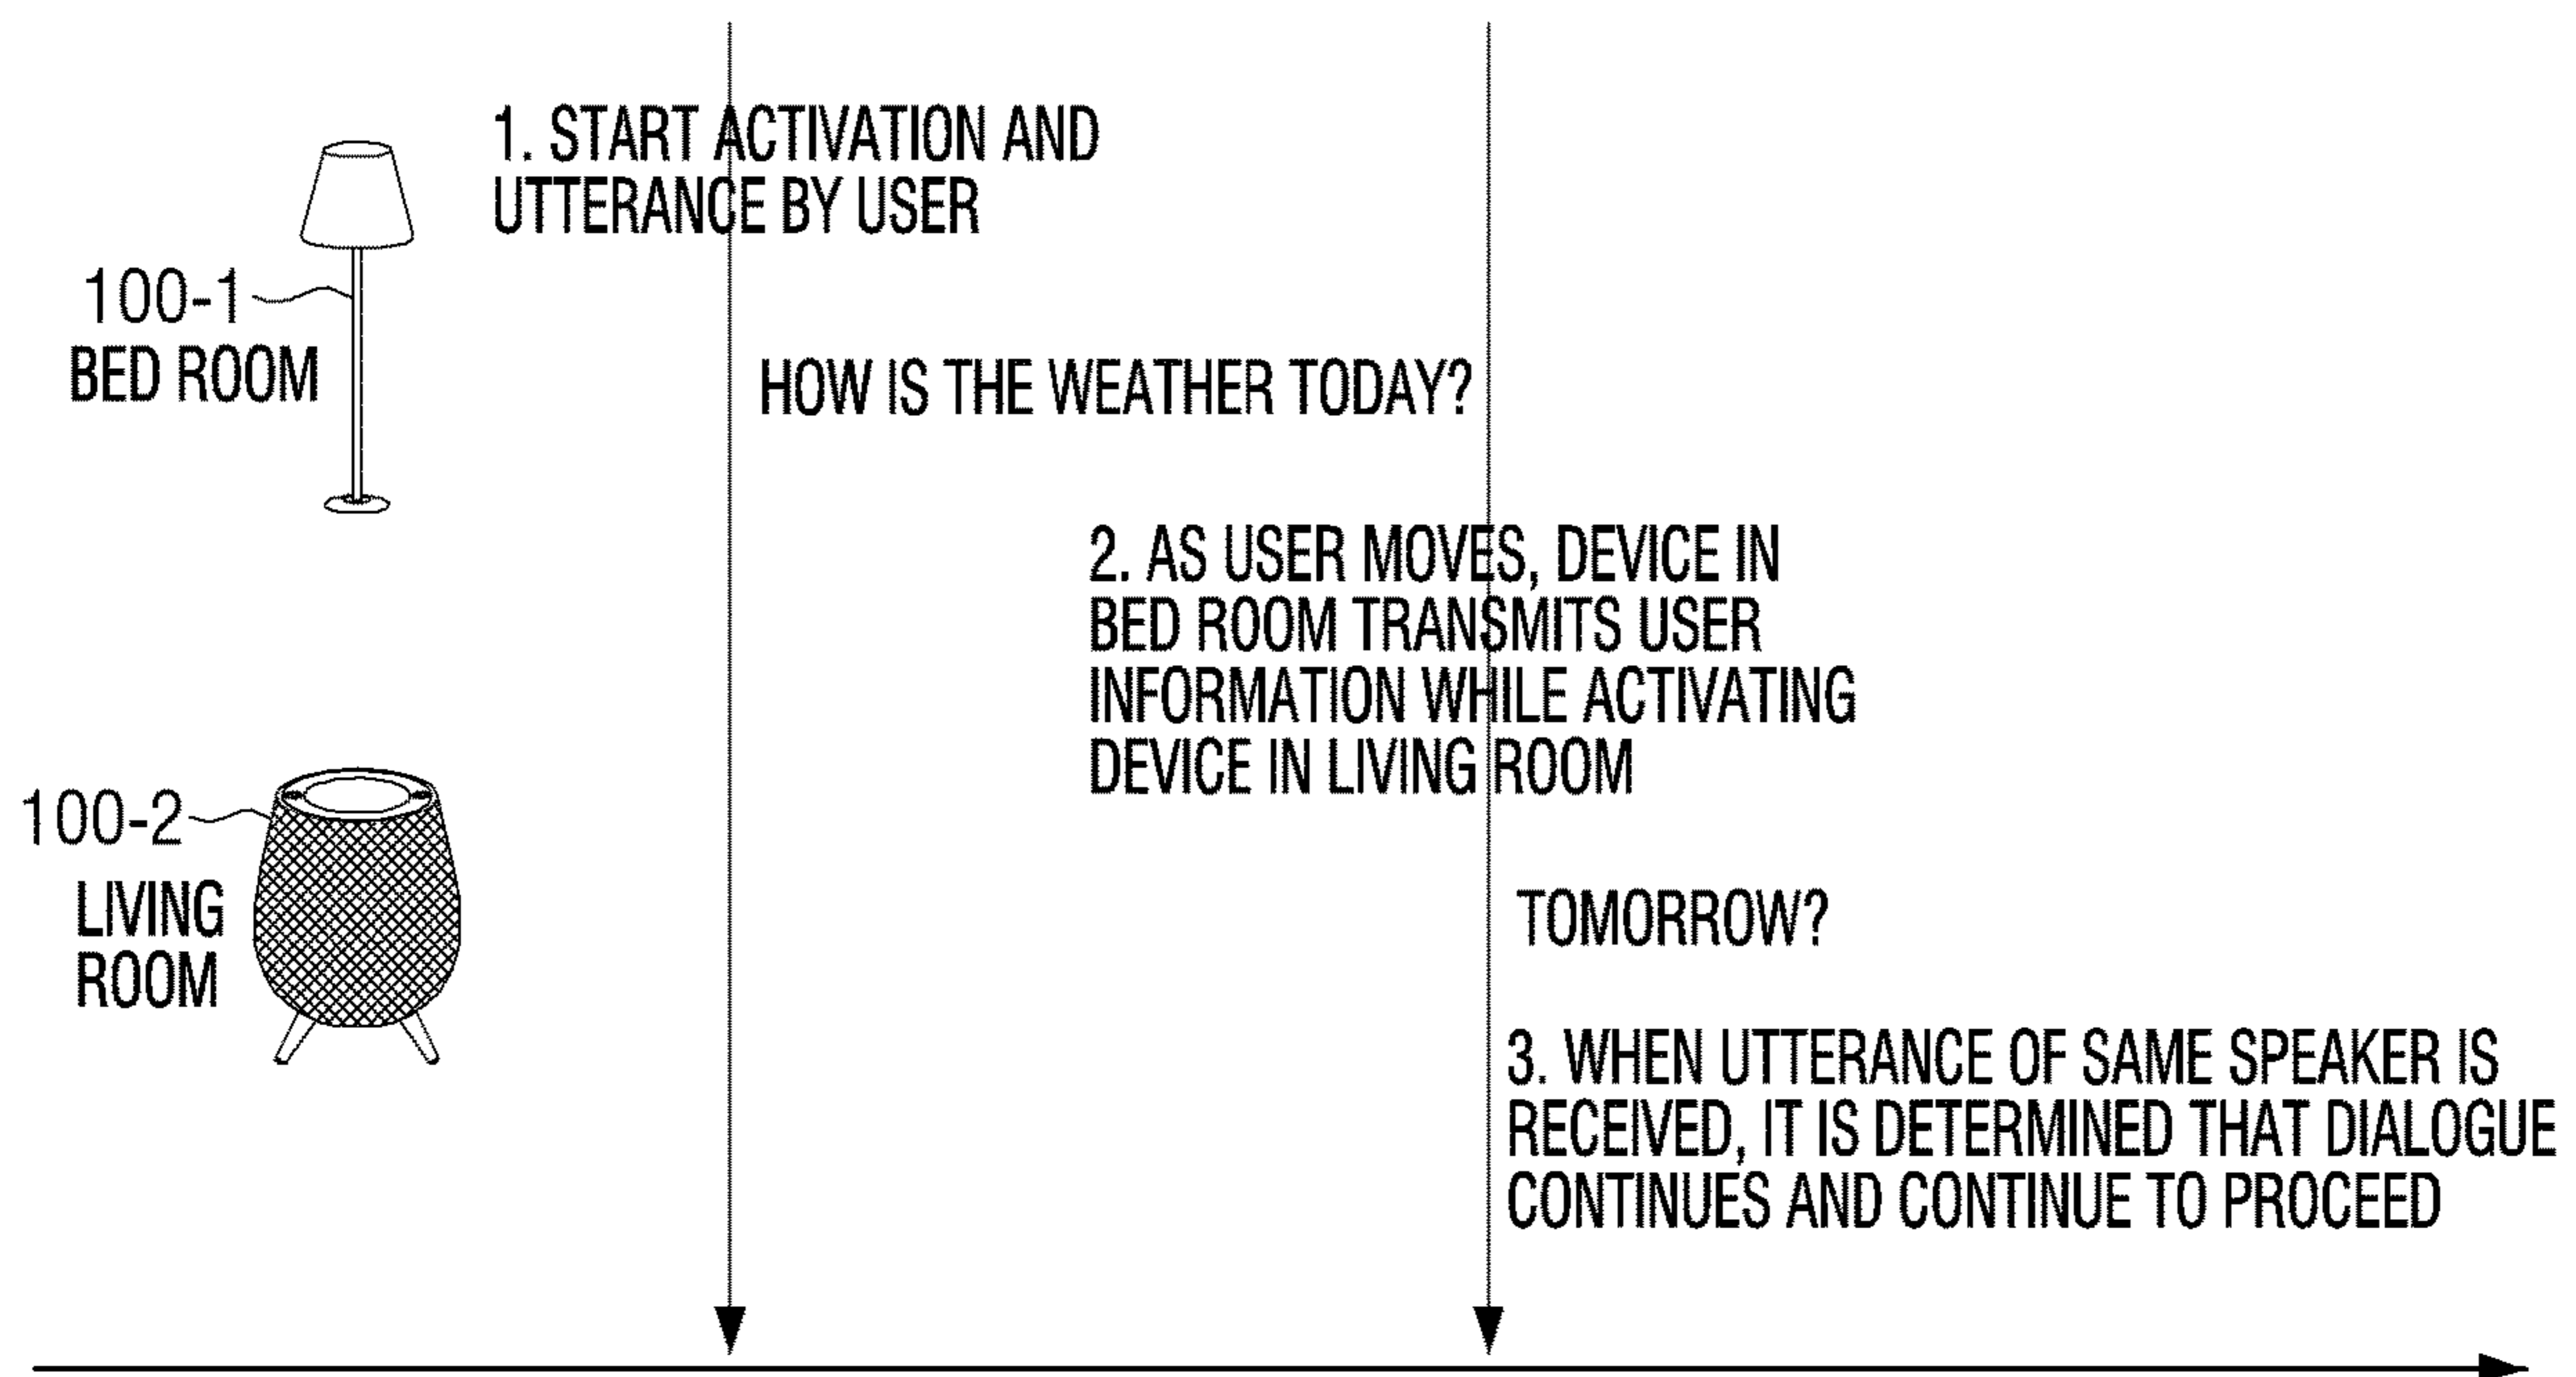 1. START ACTIVATION AND
UTTERANCE BY USER
100-1
BED ROOM
HOW IS THE WEATHER TODAY?
2. AS USER MOVES, DEVICE IN
BED ROOM TRANSMITS USER
INFORMATION WHILE ACTIVATING
DEVICE IN LIVING ROOM
100-2
LIVING
ROOM
TOMORROW?
3. WHEN UTTERANCE OF SAME SPEAKER IS
RECEIVED, IT IS DETERMINED THAT DIALOGUE
CONTINUES AND CONTINUE TO PROCEED